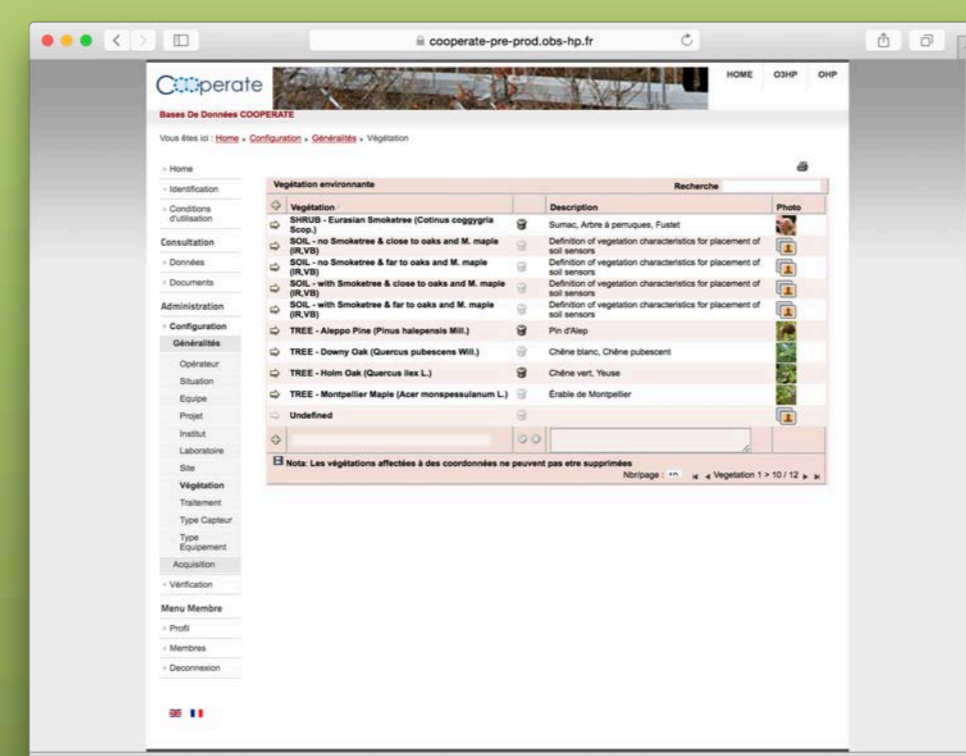 cooperate-pre-prod.obs-hp.fr
Cooperate
HOME O3HP OHP
Bases De Données COOPERATE
Vous êtes ici : Home Configuration Généralités Végétation
Home
Identification
Conditions
d'utilisation
Consultation
Données
Documents
Administration
Configuration
Généralités
Opérateur
Situation
Equipe
Projet
Institut
Laboratoire
Site
Végétation
Traitement
Type Capteur
Type
Equipement
Acquisition
Vérification
Menu Membre
Profil
Membres
Deconnexion
Vegétation environnante Recherche
Vegétation Description Photo
SHRUB - Eurasian Smoketree (Cotinus coggygria
Scop.)
Sumac, Arbre à perruques, Fustet
SOIL - no Smoketree & close to oaks and M. maple
(IR,VB)
Definition of vegetation characteristics for placement of
soil sensors
SOIL - no Smoketree & far to oaks and M. maple
(IR,VB)
Definition of vegetation characteristics for placement of
soil sensors
SOIL - with Smoketree & close to oaks and M. maple
(IR,VB)
Definition of vegetation characteristics for placement of
soil sensors
SOIL - with Smoketree & far to oaks and M. maple
(IR,VB)
Definition of vegetation characteristics for placement of
soil sensors
TREE - Aleppo Pine (Pinus halepensis Mill.) Pin d'Alep
TREE - Downy Oak (Quercus pubescens Will.) Chêne blanc, Chêne pubescent
TREE - Holm Oak (Quercus ilex L.) Chêne vert, Yeuse
TREE - Montpellier Maple (Acer monspessulanum L.) Érable de Montpellier
Undefined
Nota: Les végétations affectées à des coordonnées ne peuvent pas etre supprimées
Nbr/page : Vegetation 1 > 10 / 12